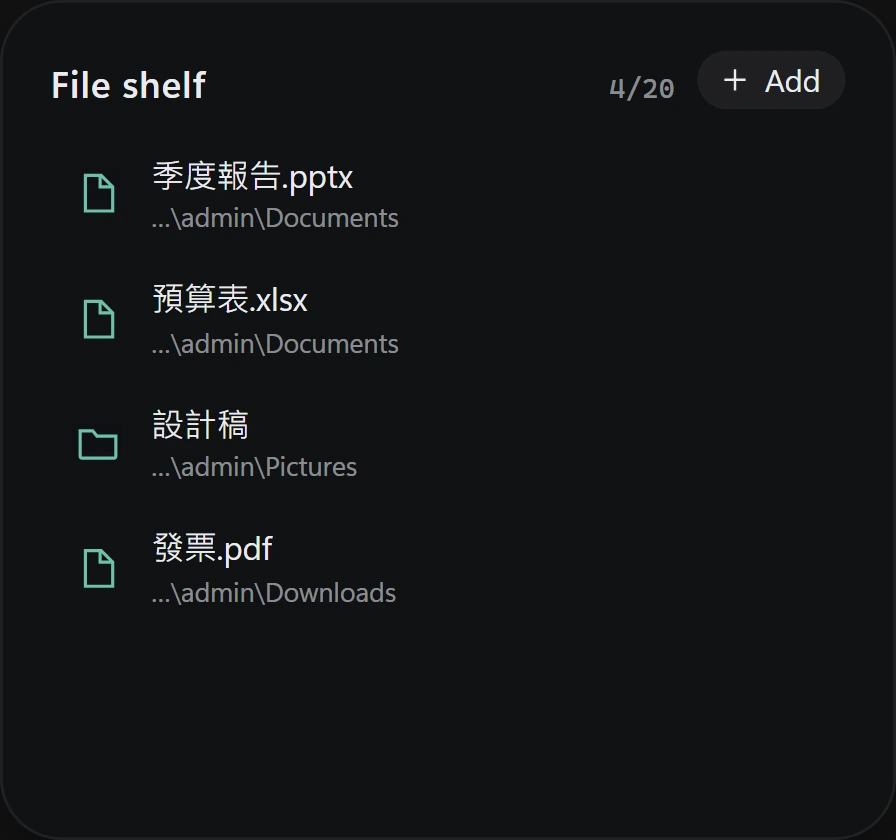 File shelf
4/20
+ Add
季度報告.pptx
...\admin\Documents
預算表.xlsx
...\admin\Documents
設計稿
...\admin\Pictures
發票.pdf
...\admin\Downloads